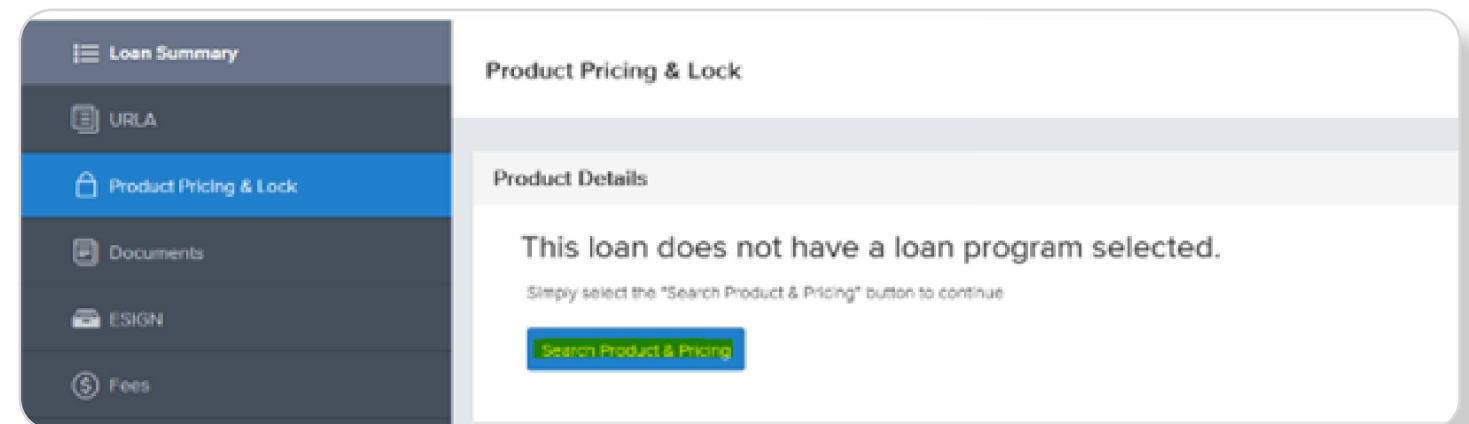 Loan Summary
URLA
Product Pricing & Lock
Documents
ESIGN
Fees
Product Pricing & Lock
Product Details
This loan does not have a loan program selected.
Simply select the "Search Product & Pricing" button to continue
Search Product & Pricing